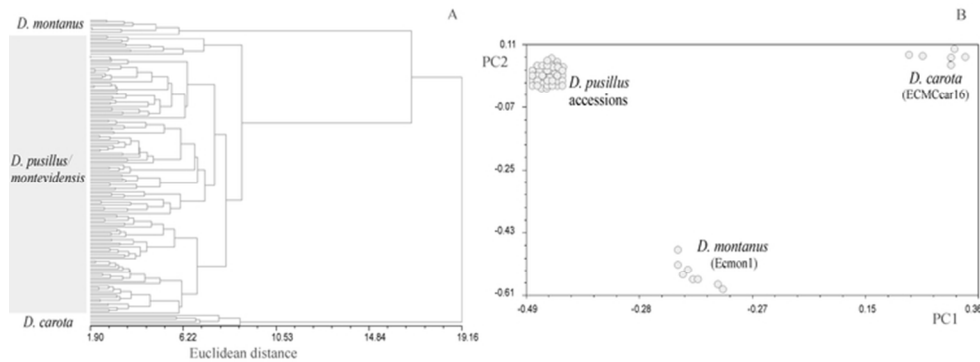 A
D. montanus
D. pusillus/
montevidensis
D. carota
1.90 6.22 10.53 14.84 19.16
Euclidean distance
B
0.11
PC2
D. pusillus
accessions
D. carota
(ECMCcar16)
-0.07
-0.25
-0.43
D. montanus
(Ecmon1)
-0.61
-0.49 -0.28 -0.27 0.15 0.36
PC1